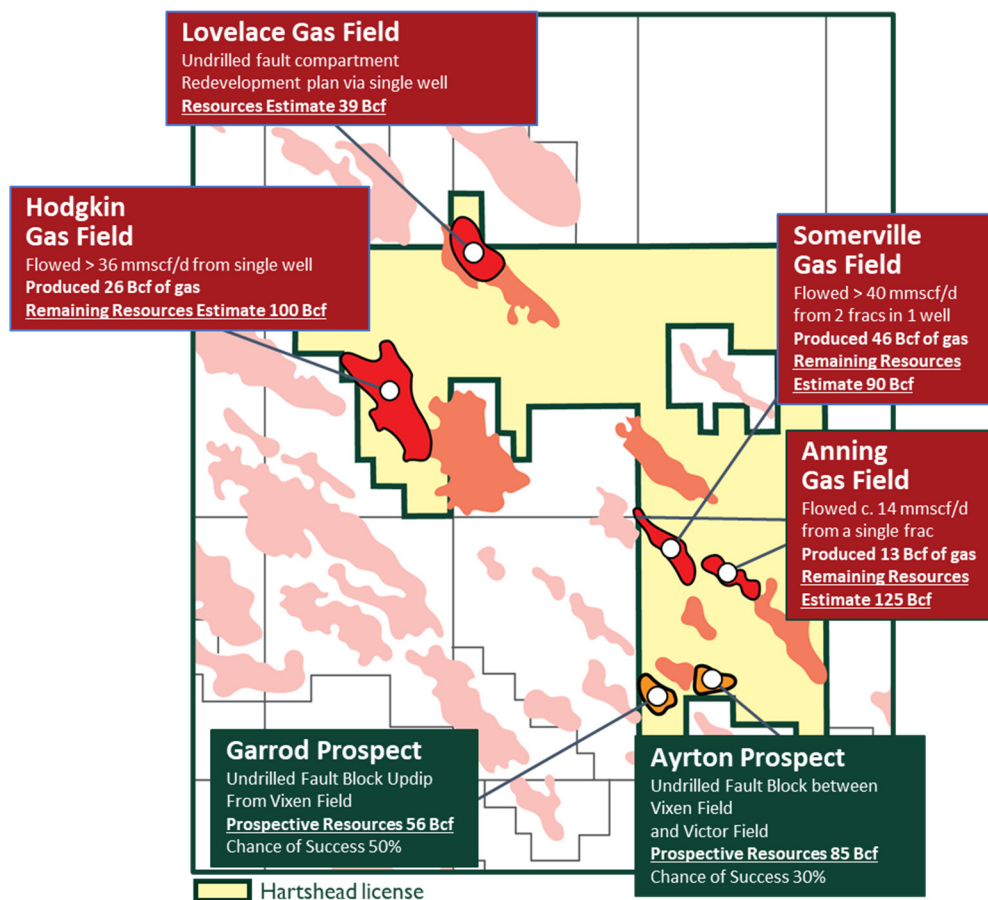 Lovelace Gas Field
Undrilled fault compartment
Redevelopment plan via single well
Resources Estimate 39 Bcf
Hodgkin
Gas Field
Flowed > 36 mmscf/d from single well
Produced 26 Bcf of gas
Remaining Resources Estimate 100 Bcf
Somerville
Gas Field
Flowed > 40 mmscf/d
from 2 fracs in 1 well
Produced 46 Bcf of gas
Remaining Resources
Estimate 90 Bcf
Anning
Gas Field
Flowed c. 14 mmscf/d
from a single frac
Produced 13 Bcf of gas
Remaining Resources
Estimate 125 Bcf
Garrod Prospect
Undrilled Fault Block Updip
From Vixen Field
Prospective Resources 56 Bcf
Chance of Success 50%
Ayrton Prospect
Undrilled Fault Block between
Vixen Field
and Victor Field
Prospective Resources 85 Bcf
Chance of Success 30%
Hartshead license